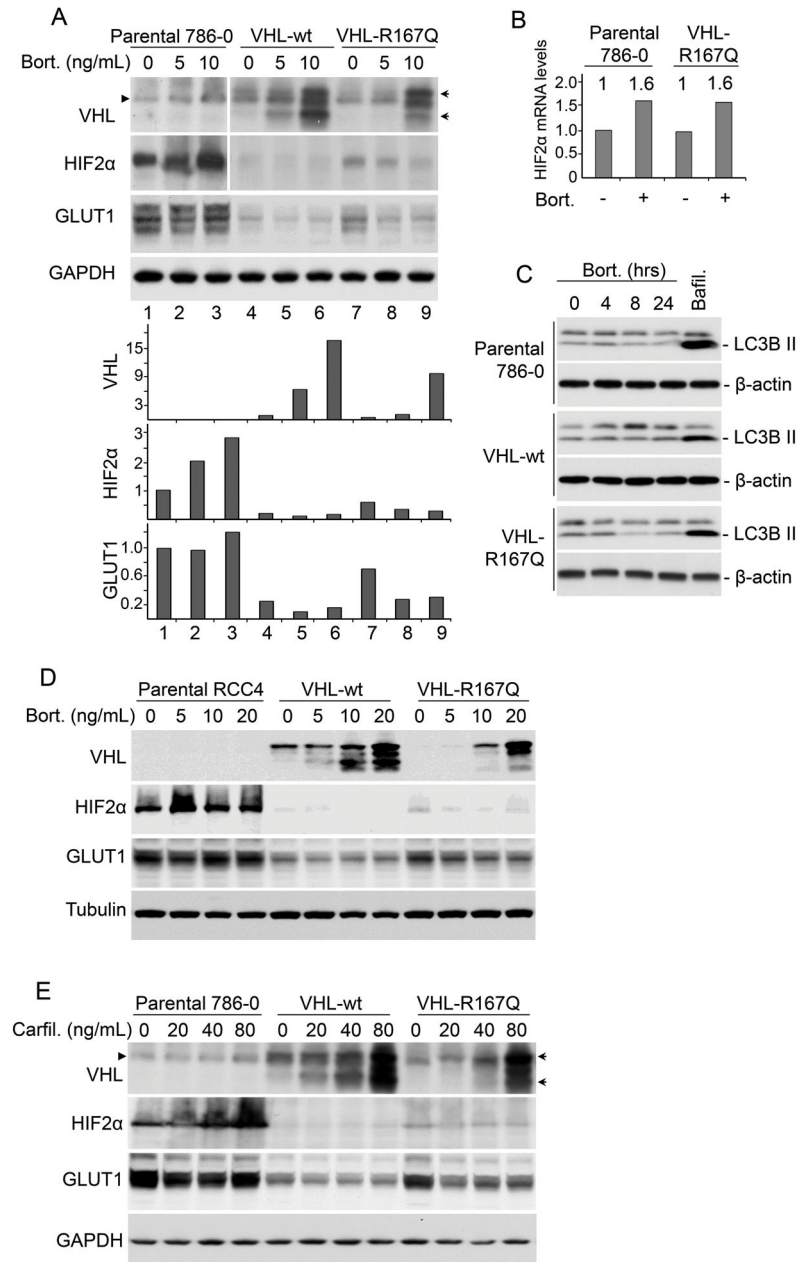 A
Parental 786-0 VHL-wt VHL-R167Q
Bort. (ng/mL) 0 5 10 0 5 10 0 5 10
VHL
HIF2α
GLUT1
GAPDH
1 2 3 4 5 6 7 8 9
VHL
15
9
3
HIF2α
3
2
1
GLUT1
1.0
0.6
0.2
1 2 3 4 5 6 7 8 9
B
Parental 786-0 VHL-R167Q
HIF2α mRNA levels
2.0
1.5
1.0
0.5
0
1 1.6 1 1.6
Bort. - + - +
C
Bort. (hrs) Bafil.
0 4 8 24
Parental 786-0
- LC3B II
- β-actin
VHL-wt
- LC3B II
- β-actin
VHL-R167Q
- LC3B II
- β-actin
D
Parental RCC4 VHL-wt VHL-R167Q
Bort. (ng/mL) 0 5 10 20 0 5 10 20 0 5 10 20
VHL
HIF2α
GLUT1
Tubulin
E
Parental 786-0 VHL-wt VHL-R167Q
Carfil. (ng/mL) 0 20 40 80 0 20 40 80 0 20 40 80
VHL
HIF2α
GLUT1
GAPDH